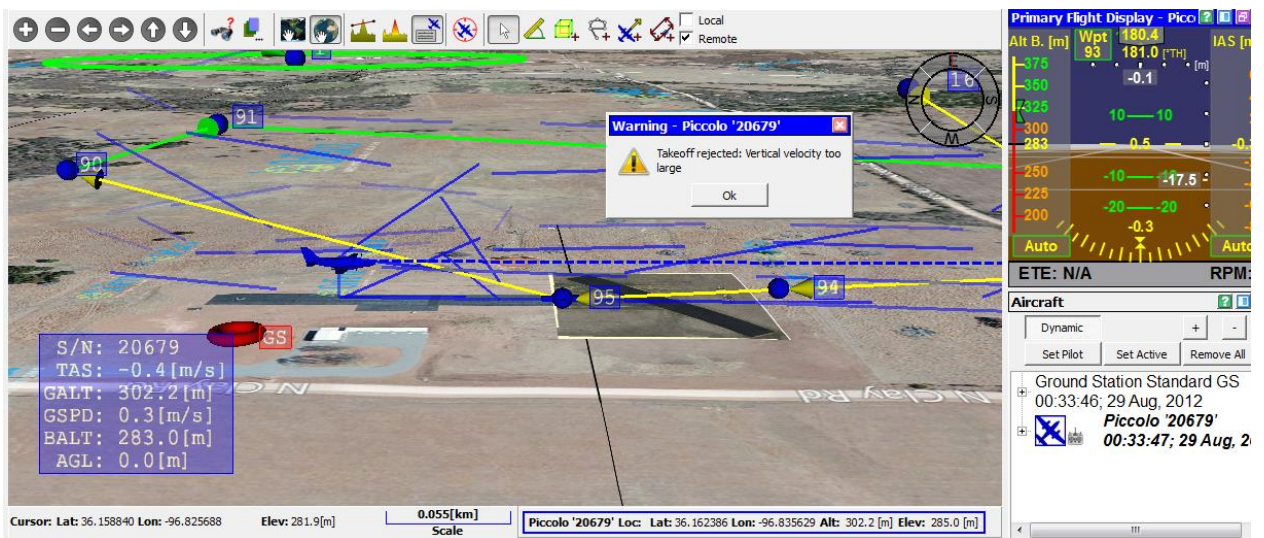 Local
Remote
1
91
90
16
E
N
S
W
Warning - Piccolo '20679'
Takeoff rejected: Vertical velocity too
large
Ok
94
95
GS
N Clay Rd
S/N: 20679
TAS: -0.4[m/s]
GALT: 302.2[m]
GSPD: 0.3[m/s]
BALT: 283.0[m]
AGL: 0.0[m]
Cursor: Lat: 36.158840 Lon: -96.825688 Elev: 281.9[m]
0.055[km]
Scale
Piccolo '20679' Loc: Lat: 36.162386 Lon: -96.835629 Alt: 302.2 [m] Elev: 285.0 [m]
Primary Flight Display - Picc
Alt B. [m] Wpt 180.4 IAS [m
93 181.0 [°TH]
375 [m]
-0.1
350
325 10 10
300
283 0.5
250 -10 -17.5
225
200 -20 -20
-0.3
Auto Auto
ETE: N/A RPM:
Aircraft
Dynamic + -
Set Pilot Set Active Remove All
Ground Station Standard GS
00:33:46; 29 Aug, 2012
Piccolo '20679'
00:33:47; 29 Aug, 2